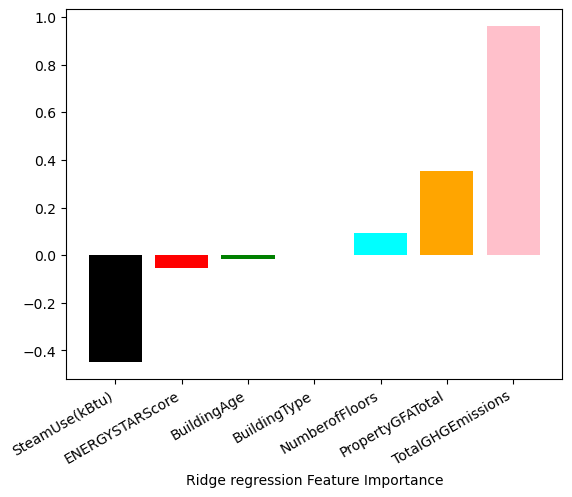 1.0
0.8
0.6
0.4
0.2
0.0
−0.2
−0.4
SteamUse(kBtu)
ENERGYSTARScore
BuildingAge
BuildingType
NumberofFloors
PropertyGFATotal
TotalGHGEmissions
Ridge regression Feature Importance